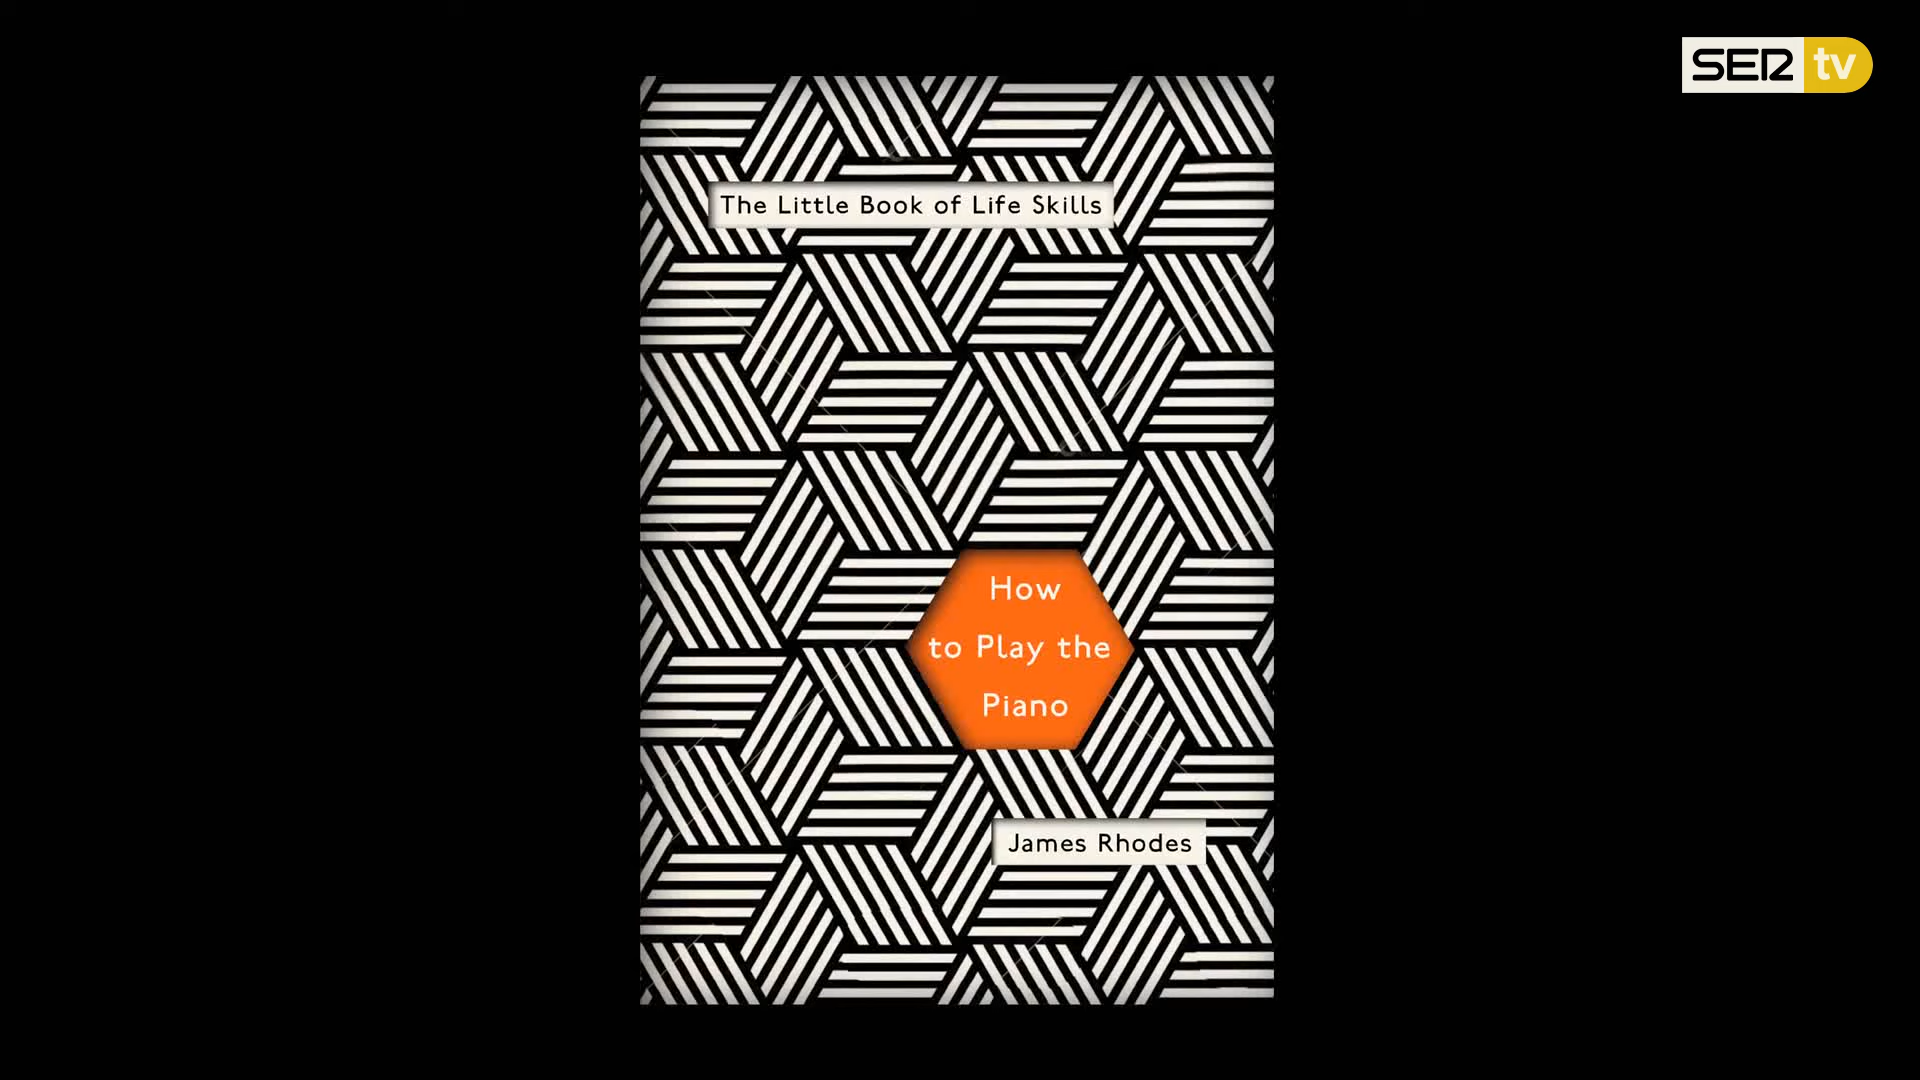 SER tv
The Little Book of Life Skills
How
to Play the
Piano
James Rhodes